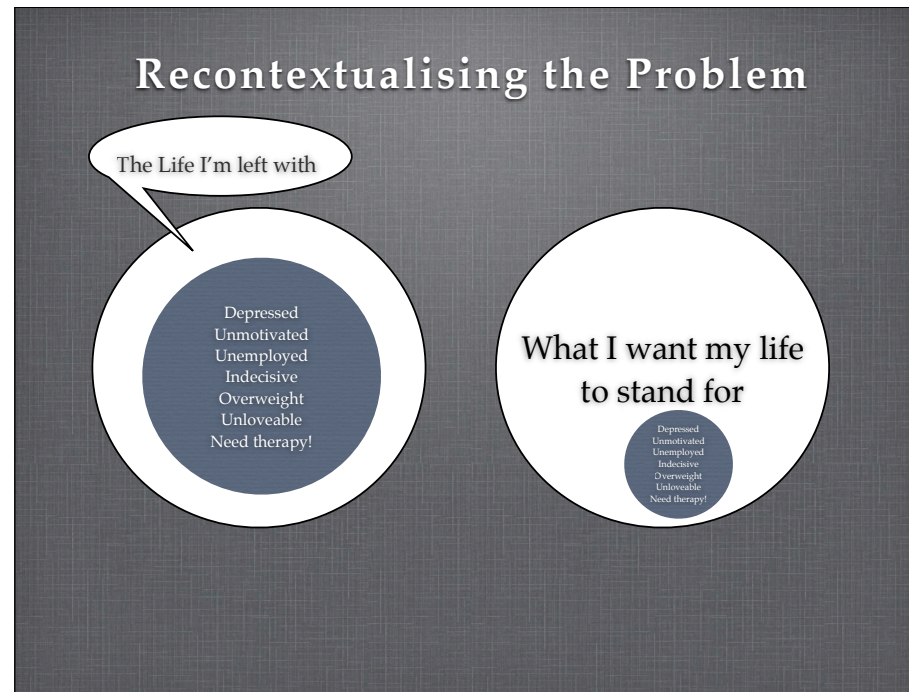 Recontextualising the Problem
The Life I'm left with
Depressed
Unmotivated
Unemployed
Indecisive
Overweight
Unloveable
Need therapy!
What I want my life
to stand for
Depressed
Unmotivated
Unemployed
Indecisive
Overweight
Unloveable
Need therapy!